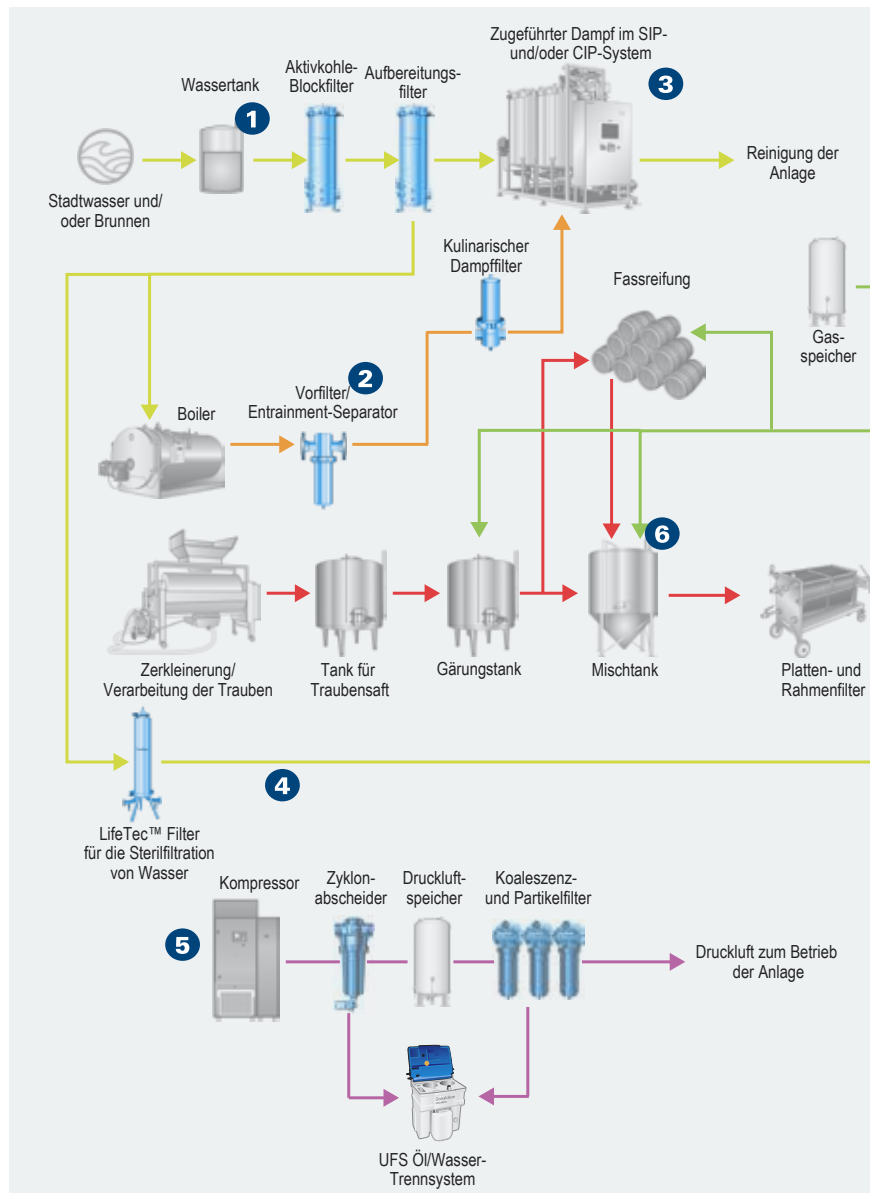 Zugeführter Dampf im SIP-
und/oder CIP-System
3
Aktivkohle-
Blockfilter
Aufbereitungs-
filter
Wassertank
1
Stadtwasser und/
oder Brunnen
Reinigung der
Anlage
Kulinarischer
Dampffilter
Fassreifung
Gas-
speicher
2
Vorfilter/
Entrainment-Separator
Boiler
6
Zerkleinerung/
Verarbeitung der Trauben
Tank für
Traubensaft
Gärungstank
Mischtank
Platten- und
Rahmenfilter
4
LifeTec™ Filter
für die Sterilfiltration
von Wasser
Kompressor
Zyklon-
abscheider
Druckluft-
speicher
Koaleszenz-
und Partikelfilter
5
Druckluft zum Betrieb
der Anlage
UFS Öl/Wasser-
Trennsystem